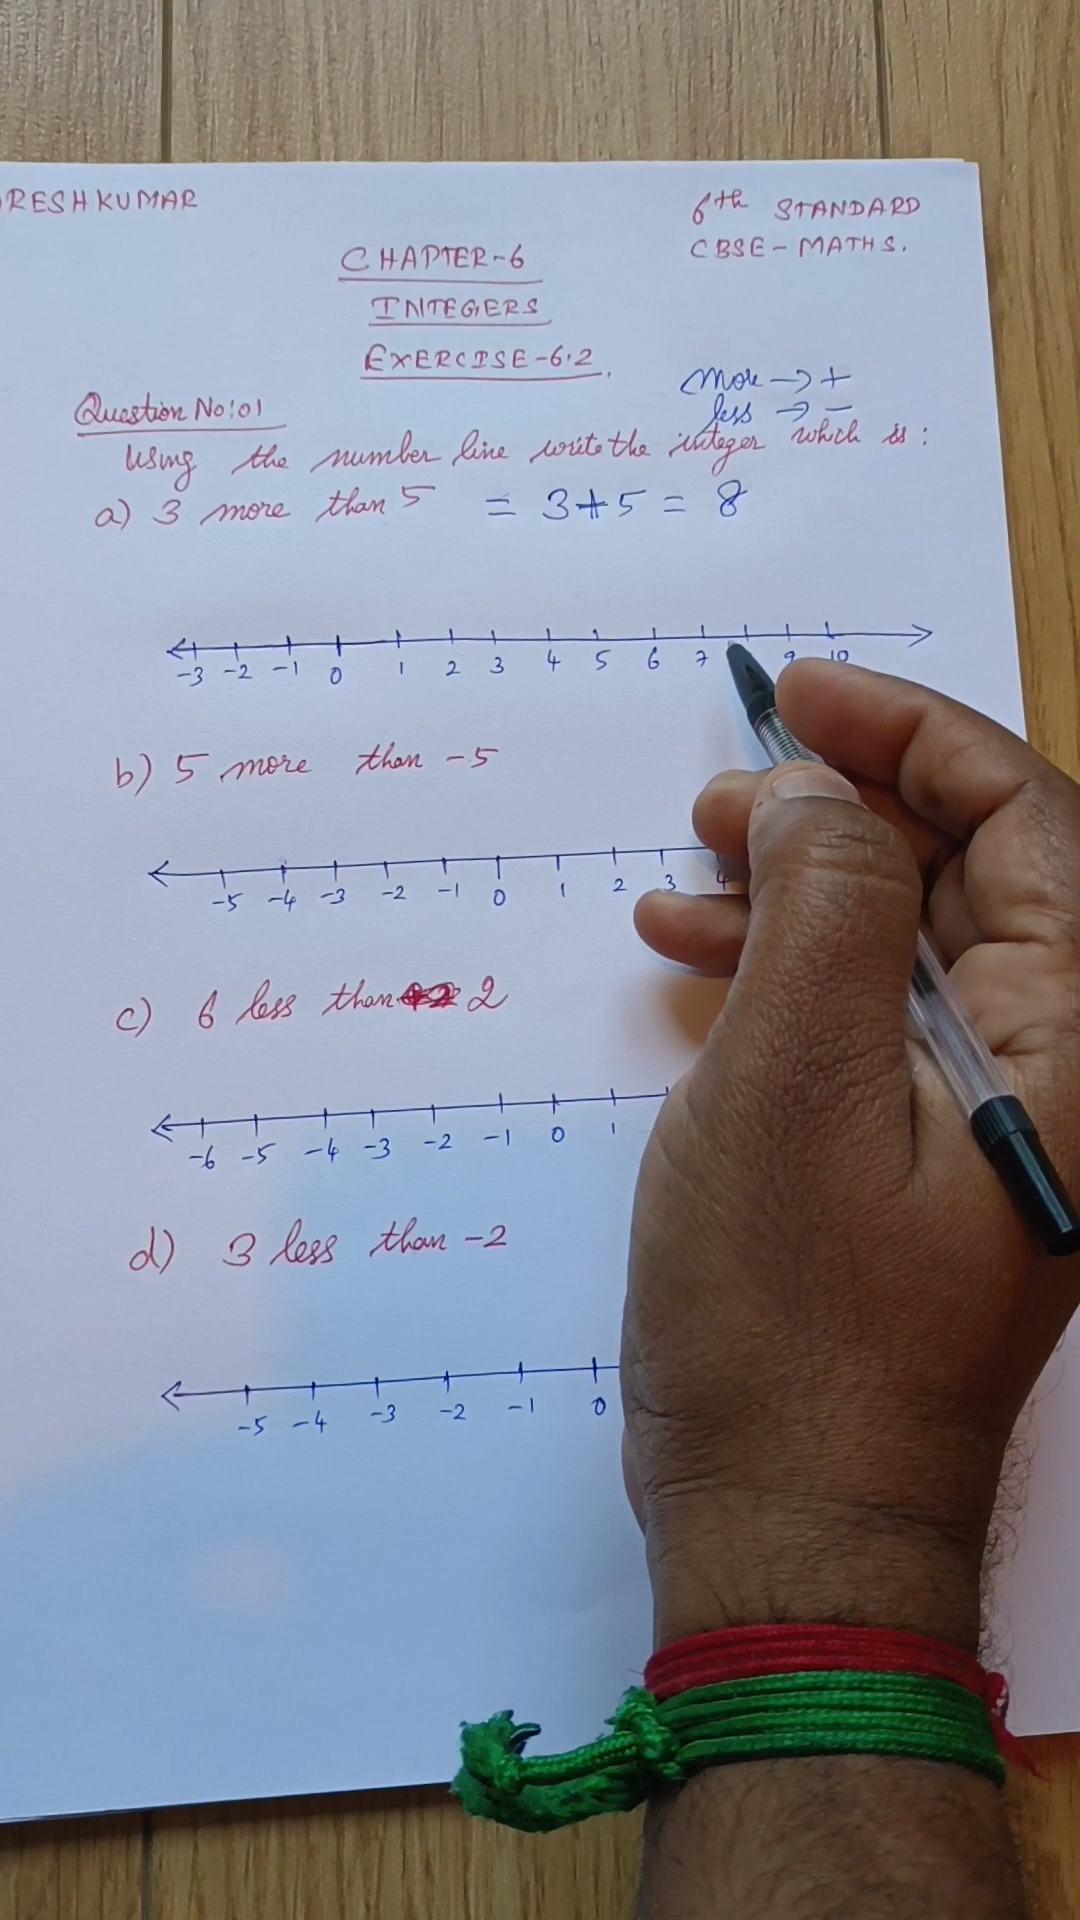 RESHKUMAR
6th STANDARD
CBSE-MATHS.
CHAPTER-6
INTEGERS
EXERCISE-6.2.
more → +
less → −
Question No:01
Using the number line write the integer which is:
a) 3 more than 5 = 3+5 = 8
-3 -2 -1 0 1 2 3 4 5 6 7 9 10
b) 5 more than -5
-5 -4 -3 -2 -1 0 1 2 3 4
c) 6 less than 2
-6 -5 -4 -3 -2 -1 0 1
d) 3 less than -2
-5 -4 -3 -2 -1 0